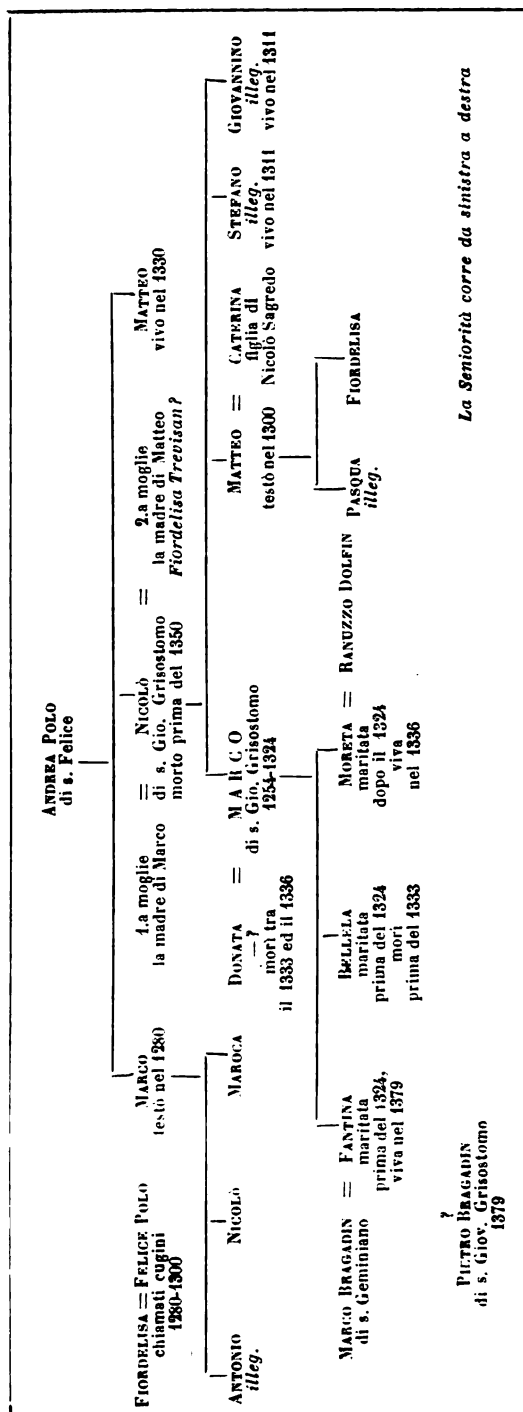 ANDREA POLO
di s. Felice
FIORDELISA = FELICE POLO
chiamati cugini
1280-1300
MARCO
testò nel 1280
1.a moglie
la madre di Marco
=
NICOLÒ
di s. Gio. Grisostomo
morto prima del 1350
=
2.a moglie
la madre di Matteo
Fiordelisa Trevisan?
MATTEO
vivo nel 1330
ANTONIO
illeg.
NICOLÒ
MAROCA
DONATA
— ?
morì tra
il 1333 ed il 1336
=
MARCO
di s. Gio. Grisostomo
1254-1324
MATTEO
testò nel 1300
=
CATERINA
figlia di
Nicolò Sagredo
STEFANO
illeg.
vivo nel 1311
GIOVANNINO
illeg.
vivo nel 1311
MARCO BRAGADIN
di s. Geminiano
=
FANTINA
maritata
prima del 1324,
viva nel 1379
BELLELA
maritata
prima del 1324
morì
prima del 1333
MORETA
maritata
dopo il 1324
viva
nel 1336
=
RANUZZO DOLFIN
PASQUA
illeg.
FIORDELISA
?
PIETRO BRAGADIN
di s. Giov. Grisostomo
1379
La Seniorità corre da sinistra a destra